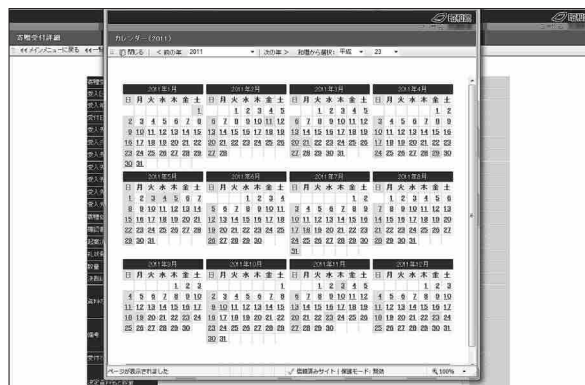 昭和館
寄贈受付詳細
カレンダー(2011)
<<メインメニューに戻る
閉じる
<前の年
2011
次の年>
和暦から選択:
平成
23
2011年1月
日 月 火 水 木 金 土
1
2 3 4 5 6 7 8
9 10 11 12 13 14 15
16 17 18 19 20 21 22
23 24 25 26 27 28 29
30 31
2011年2月
日 月 火 水 木 金 土
1 2 3 4 5
6 7 8 9 10 11 12
13 14 15 16 17 18 19
20 21 22 23 24 25 26
27 28
2011年3月
日 月 火 水 木 金 土
1 2 3 4 5
6 7 8 9 10 11 12
13 14 15 16 17 18 19
20 21 22 23 24 25 26
27 28 29 30 31
2011年4月
日 月 火 水 木 金 土
1 2
3 4 5 6 7 8 9
10 11 12 13 14 15 16
17 18 19 20 21 22 23
24 25 26 27 28 29 30
2011年5月
日 月 火 水 木 金 土
1 2 3 4 5 6 7
8 9 10 11 12 13 14
15 16 17 18 19 20 21
22 23 24 25 26 27 28
29 30 31
2011年6月
日 月 火 水 木 金 土
1 2 3 4
5 6 7 8 9 10 11
12 13 14 15 16 17 18
19 20 21 22 23 24 25
26 27 28 29 30
2011年7月
日 月 火 水 木 金 土
1 2
3 4 5 6 7 8 9
10 11 12 13 14 15 16
17 18 19 20 21 22 23
24 25 26 27 28 29 30
31
2011年8月
日 月 火 水 木 金 土
1 2 3 4 5 6
7 8 9 10 11 12 13
14 15 16 17 18 19 20
21 22 23 24 25 26 27
28 29 30 31
2011年9月
日 月 火 水 木 金 土
1 2 3
4 5 6 7 8 9 10
11 12 13 14 15 16 17
18 19 20 21 22 23 24
25 26 27 28 29 30
2011年10月
日 月 火 水 木 金 土
1
2 3 4 5 6 7 8
9 10 11 12 13 14 15
16 17 18 19 20 21 22
23 24 25 26 27 28 29
30 31
2011年11月
日 月 火 水 木 金 土
1 2 3 4 5
6 7 8 9 10 11 12
13 14 15 16 17 18 19
20 21 22 23 24 25 26
27 28 29 30
2011年12月
日 月 火 水 木 金 土
1 2 3
4 5 6 7 8 9 10
11 12 13 14 15 16 17
18 19 20 21 22 23 24
25 26 27 28 29 30 31
数量
備考
ページが表示されました
信頼済みサイト | 保護モード: 無効
100%